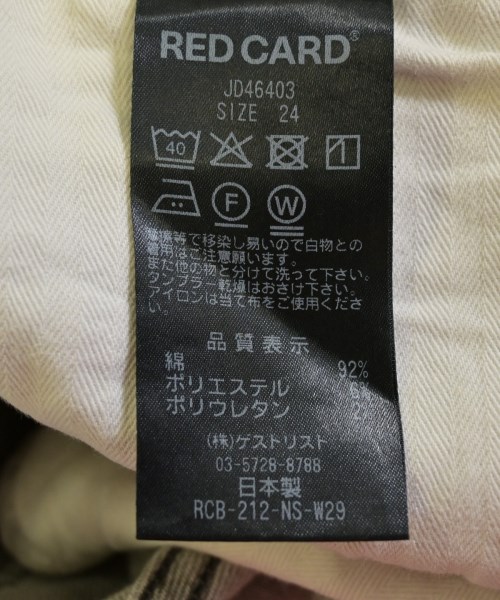 RED CARD®
JD46403
SIZE 24
40
F W
摩擦等で移染し易いので白物との
着用はご注意願います。
また他の物と分けて洗って下さい。
タンブラー乾燥はおさけ下さい。
アイロンは当て布をご使用くださ
い。
品質表示
綿 92%
ポリエステル 6%
ポリウレタン 2%
(株)ゲストリスト
03-5728-8788
日本製
RCB-212-NS-W29